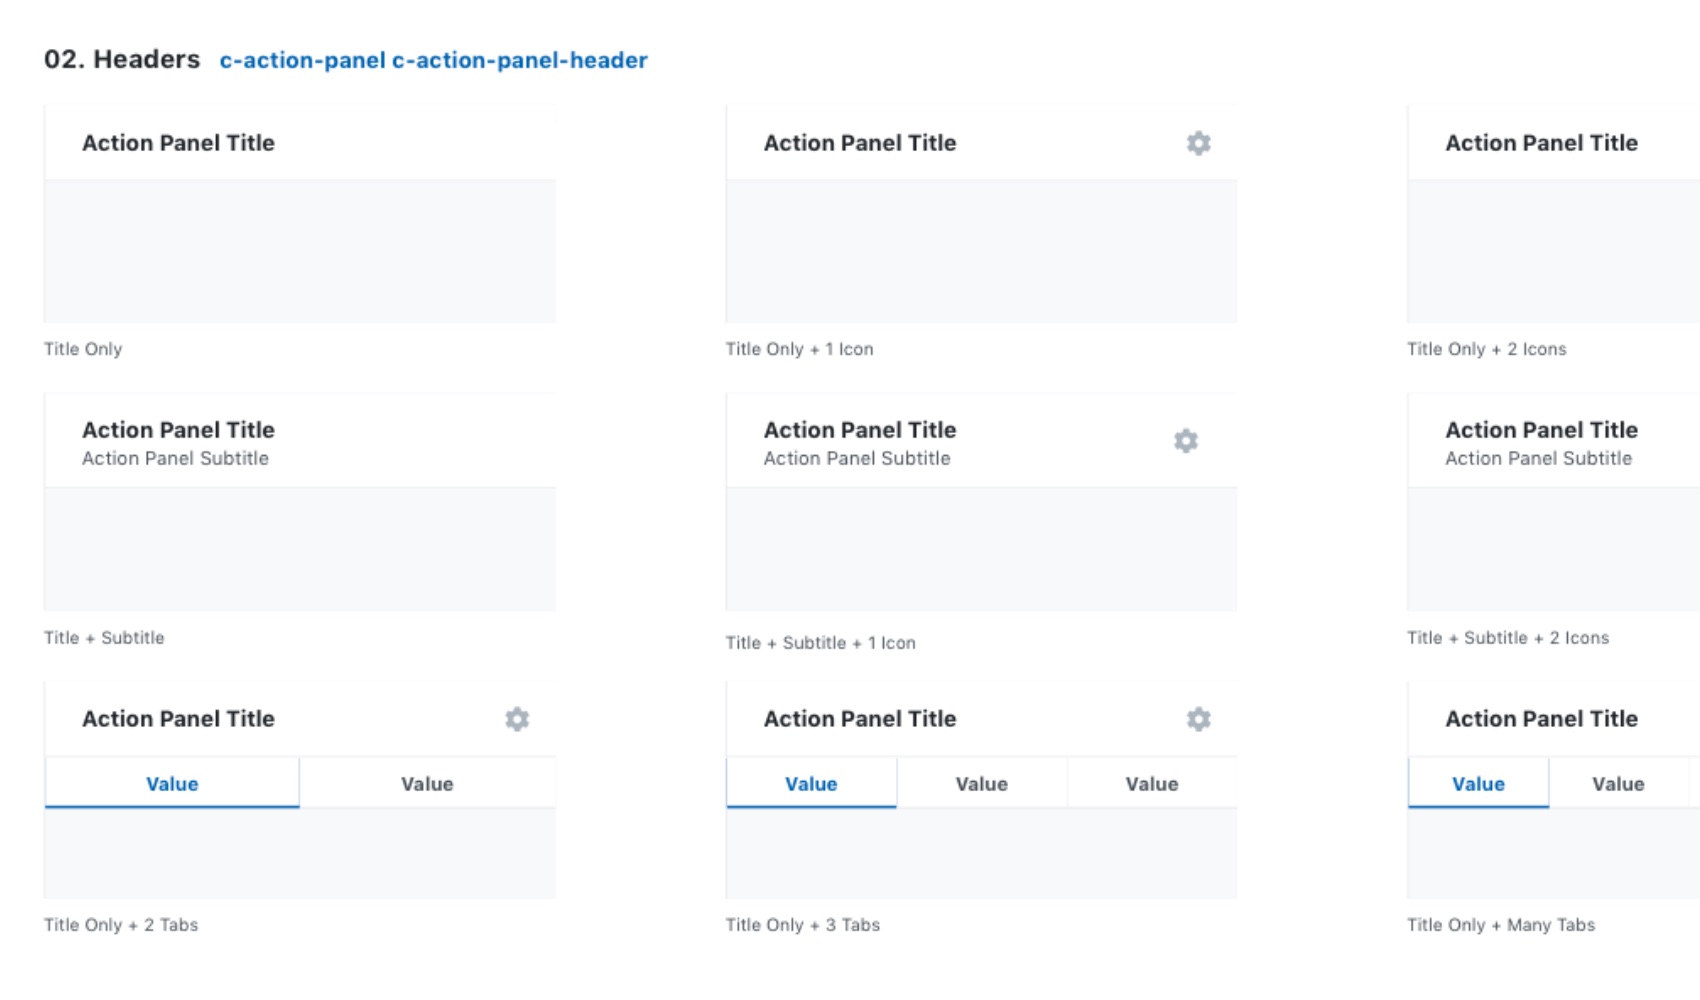 02. Headers c-action-panel c-action-panel-header
Action Panel Title
Action Panel Title
Action Panel Title
Title Only
Title Only + 1 Icon
Title Only + 2 Icons
Action Panel Title
Action Panel Subtitle
Action Panel Title
Action Panel Subtitle
Action Panel Title
Action Panel Subtitle
Title + Subtitle
Title + Subtitle + 1 Icon
Title + Subtitle + 2 Icons
Action Panel Title
Value Value
Action Panel Title
Value Value Value
Action Panel Title
Value Value
Title Only + 2 Tabs
Title Only + 3 Tabs
Title Only + Many Tabs